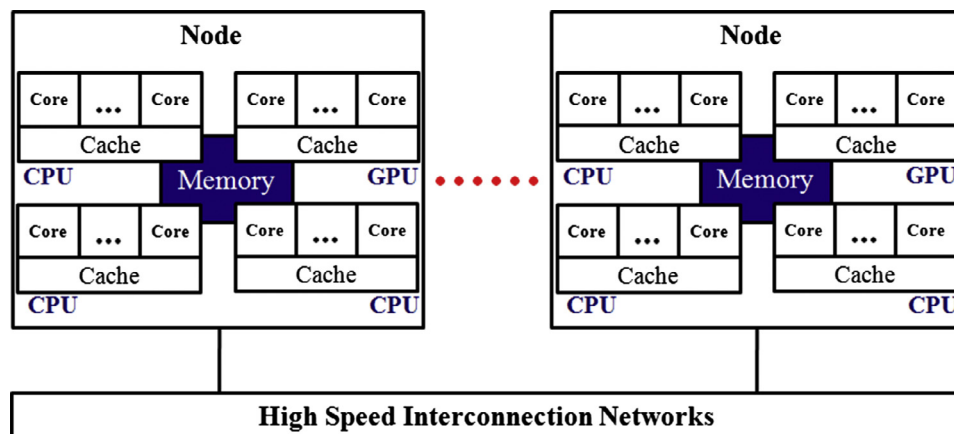 Node Node
Core ... Core Core ... Core Core ... Core Core ... Core
Cache Cache Cache Cache
CPU Memory GPU CPU Memory GPU
Core ... Core Core ... Core Core ... Core Core ... Core
Cache Cache Cache Cache
CPU CPU CPU CPU
High Speed Interconnection Networks